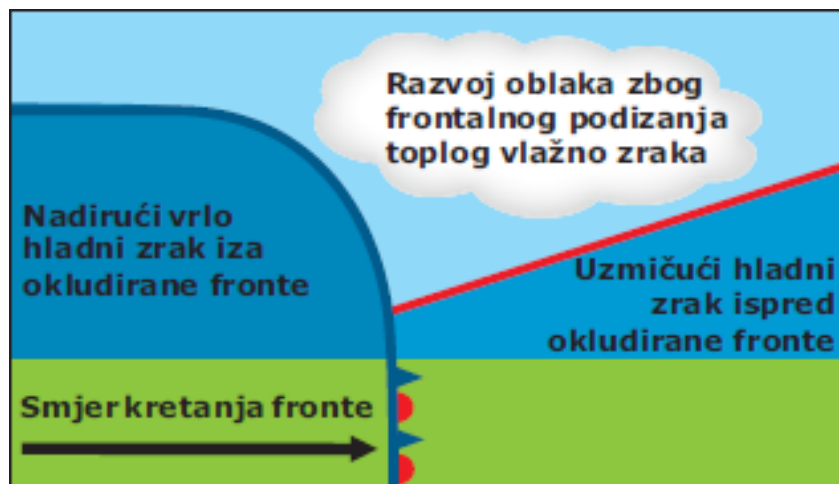 Razvoj oblaka zbog
frontalnog podizanja
toplog vlažno zraka
Nadirući vrlo
hladni zrak iza
okludirane fronte
Uzmičući hladni
zrak ispred
okludirane fronte
Smjer kretanja fronte